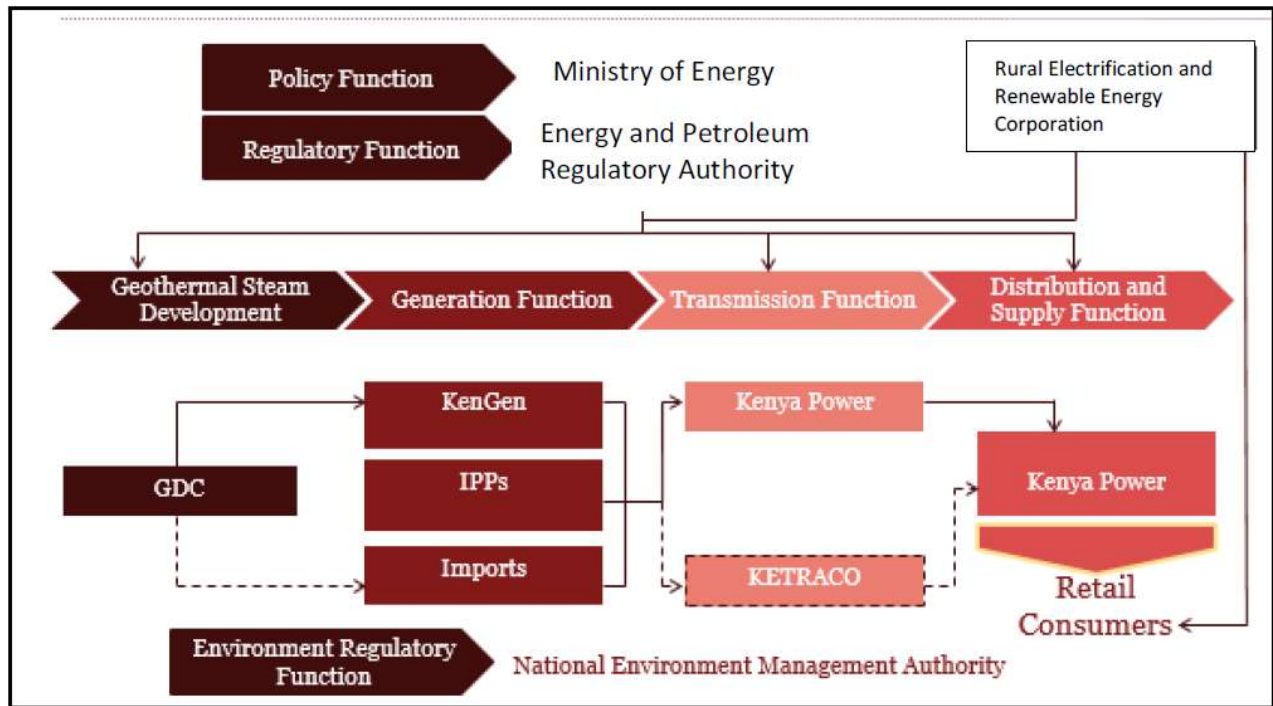 Policy Function
Ministry of Energy
Rural Electrification and
Renewable Energy
Corporation
Regulatory Function
Energy and Petroleum
Regulatory Authority
Geothermal Steam
Development
Generation Function
Transmission Function
Distribution and
Supply Function
KenGen
Kenya Power
GDC
IPPs
Kenya Power
Imports
KETRACO
Retail
Consumers
Environment Regulatory
Function
National Environment Management Authority